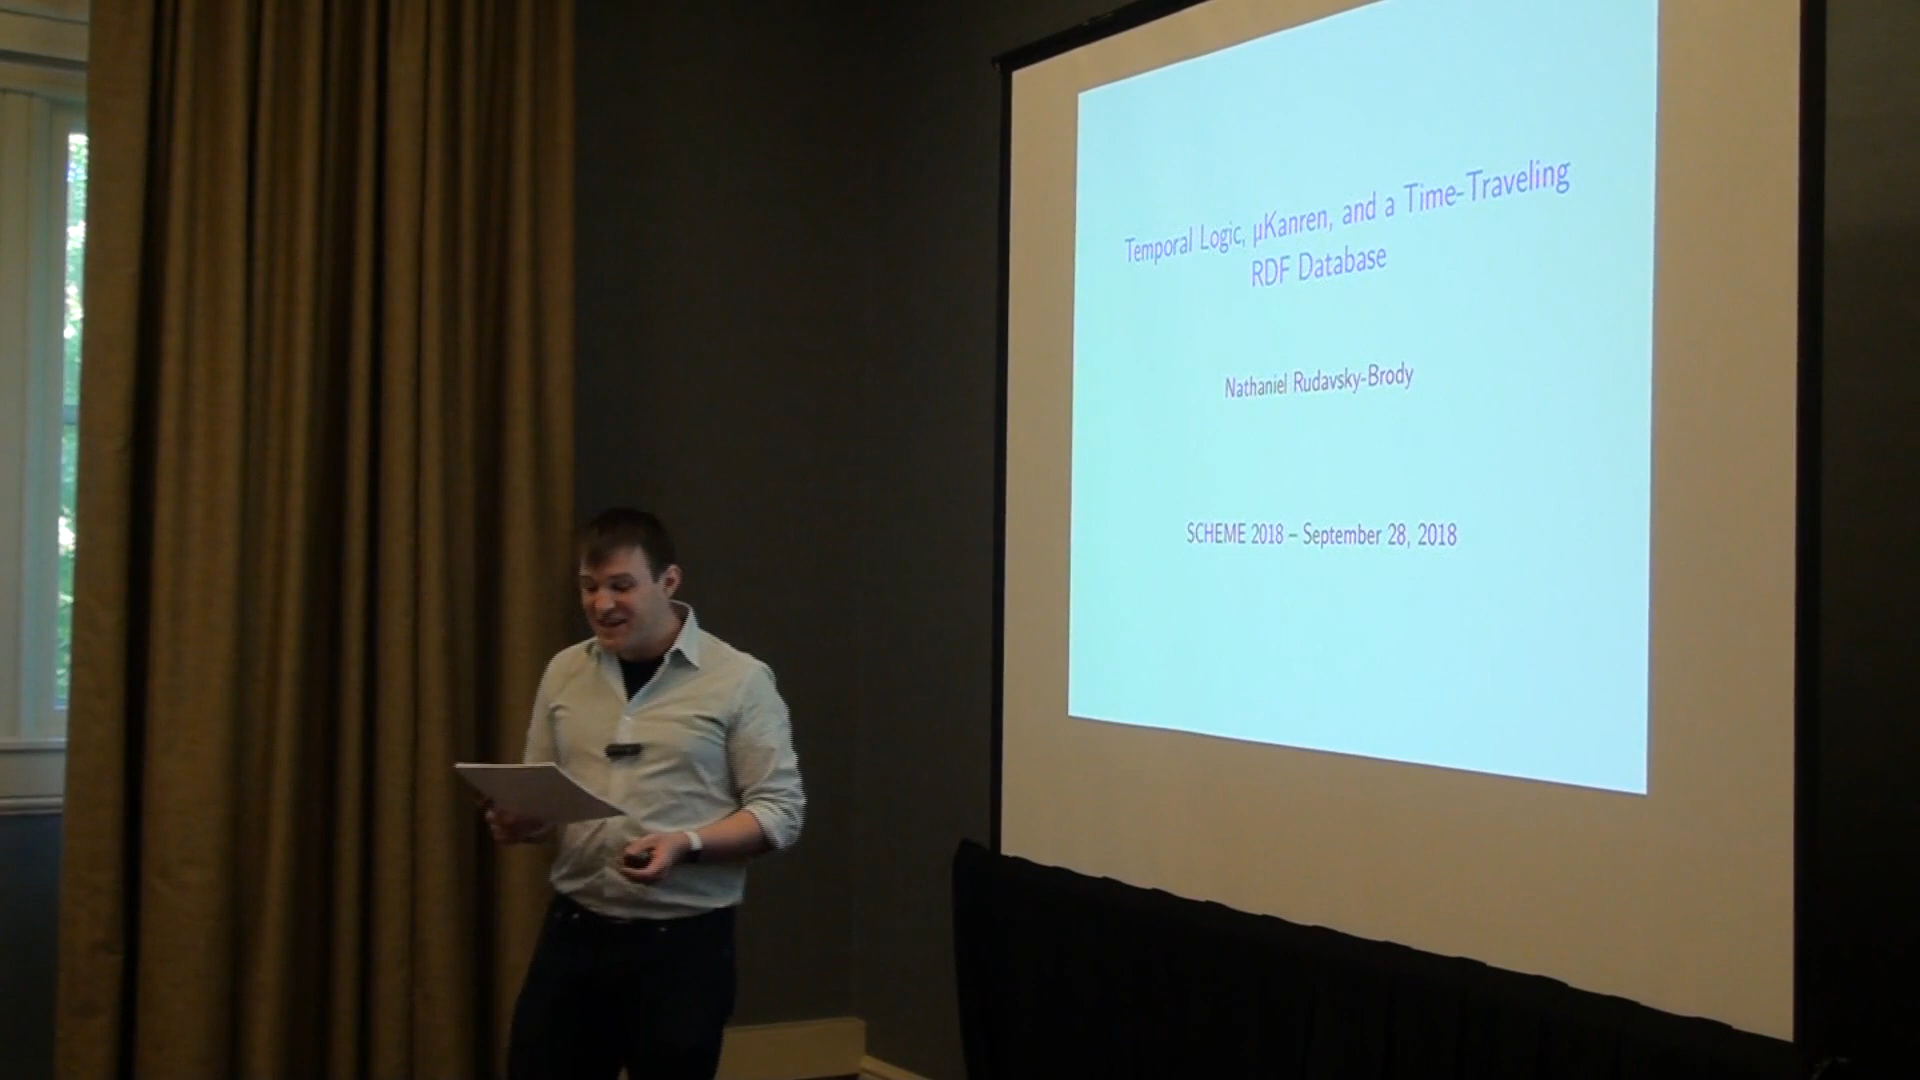 Temporal Logic, μKanren, and a Time-Traveling
RDF Database
Nathaniel Rudavsky-Brody
SCHEME 2018 – September 28, 2018